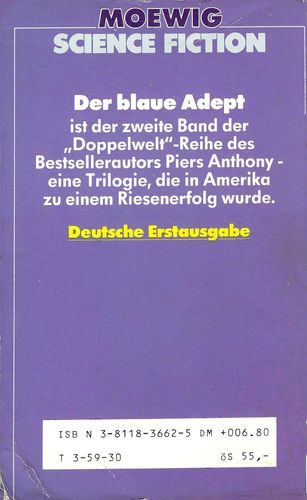 MOEWIG
SCIENCE FICTION
Der blaue Adept
ist der zweite Band der
„Doppelwelt“-Reihe des
Bestsellerautors Piers Anthony -
eine Trilogie, die in Amerika
zu einem Riesenerfolg wurde.
Deutsche Erstausgabe
ISB N 3-8118-3662-5 DM +006.80
T 3-59-30 öS 55,-